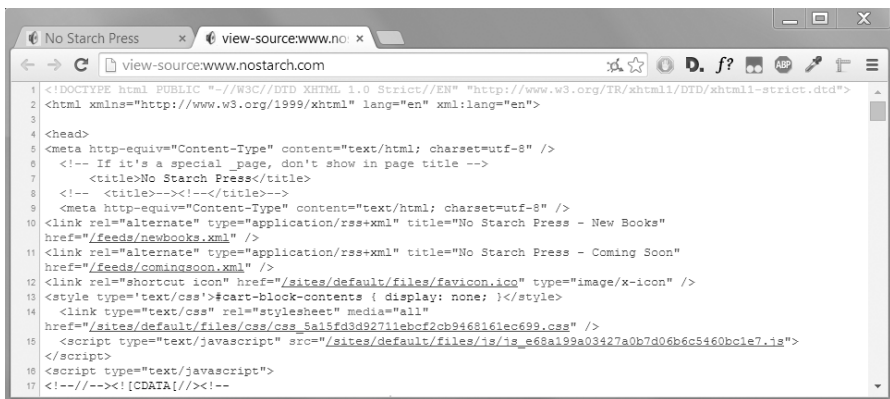 No Starch Press ×
view-source:www.no: ×
view-source:www.nostarch.com
D. f? ABP
1 <!DOCTYPE html PUBLIC "-//W3C//DTD XHTML 1.0 Strict//EN" "http://www.w3.org/TR/xhtml1/DTD/xhtml1-strict.dtd">
2 <html xmlns="http://www.w3.org/1999/xhtml" lang="en" xml:lang="en">
3
4 <head>
5 <meta http-equiv="Content-Type" content="text/html; charset=utf-8" />
6 <!-- If it's a special _page, don't show in page title -->
7 <title>No Starch Press</title>
8 <!-- <title>--><!--</title>-->
9 <meta http-equiv="Content-Type" content="text/html; charset=utf-8" />
10 <link rel="alternate" type="application/rss+xml" title="No Starch Press - New Books"
href="/feeds/newbooks.xml" />
11 <link rel="alternate" type="application/rss+xml" title="No Starch Press - Coming Soon"
href="/feeds/comingsoon.xml" />
12 <link rel="shortcut icon" href="/sites/default/files/favicon.ico" type="image/x-icon" />
13 <style type='text/css'>#cart-block-contents { display: none; }</style>
14 <link type="text/css" rel="stylesheet" media="all"
href="/sites/default/files/css/css_5a15fd3d92711ebcf2cb9468161ec699.css" />
15 <script type="text/javascript" src="/sites/default/files/js/js_e68a199a03427a0b7d06b6c5460bc1e7.js">
</script>
16 <script type="text/javascript">
17 <!--//--><![CDATA[//><!--